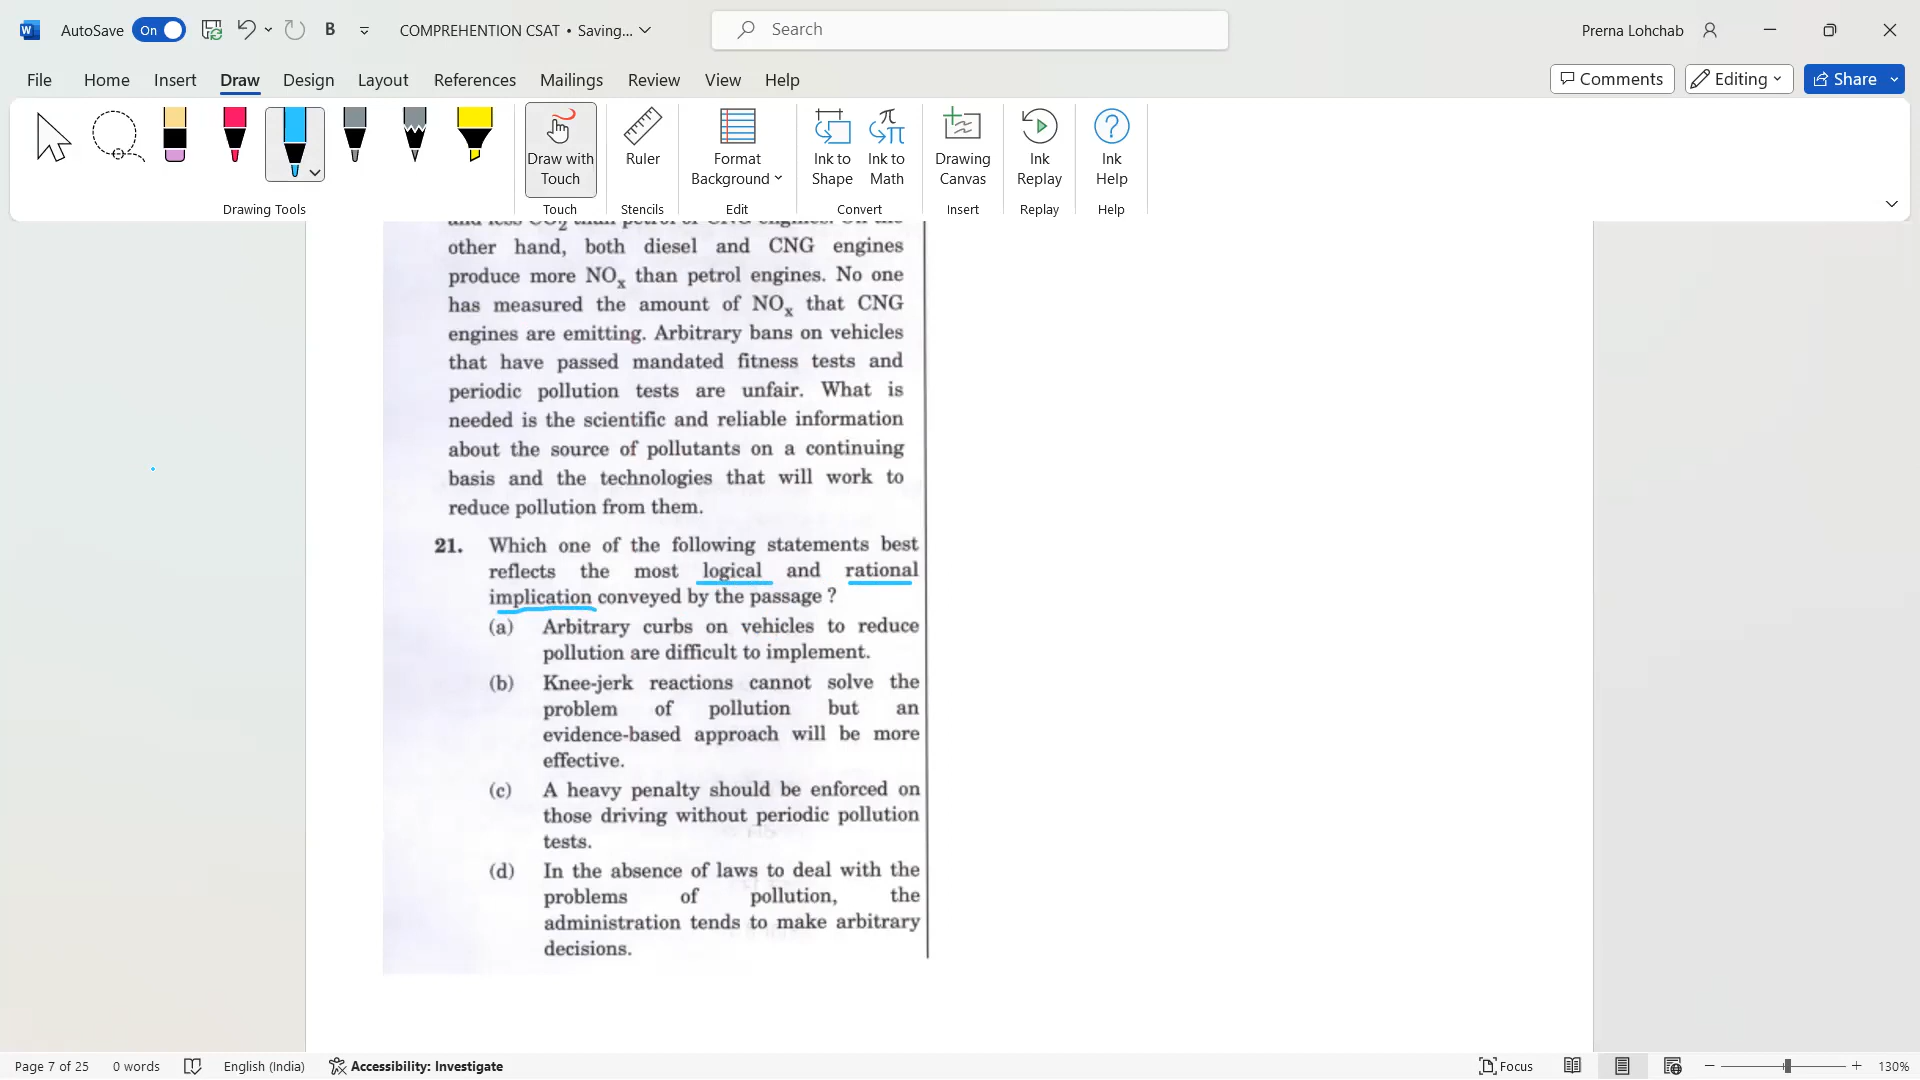 AutoSave On B COMPREHENTION CSAT • Saving... Search Prerna Lohchab
File Home Insert Draw Design Layout References Mailings Review View Help Comments Editing Share
Draw with Touch
Ruler
Format Background
Ink to Shape
Ink to Math
Drawing Canvas
Ink Replay
Ink Help
Drawing Tools Touch Stencils Edit Convert Insert Replay Help
and less CO2 than petrol or CNG engines. On the
other hand, both diesel and CNG engines
produce more NOx than petrol engines. No one
has measured the amount of NOx that CNG
engines are emitting. Arbitrary bans on vehicles
that have passed mandated fitness tests and
periodic pollution tests are unfair. What is
needed is the scientific and reliable information
about the source of pollutants on a continuing
basis and the technologies that will work to
reduce pollution from them.
21. Which one of the following statements best
reflects the most logical and rational
implication conveyed by the passage ?
(a) Arbitrary curbs on vehicles to reduce
pollution are difficult to implement.
(b) Knee-jerk reactions cannot solve the
problem of pollution but an
evidence-based approach will be more
effective.
(c) A heavy penalty should be enforced on
those driving without periodic pollution
tests.
(d) In the absence of laws to deal with the
problems of pollution, the
administration tends to make arbitrary
decisions.
Page 7 of 25 0 words English (India) Accessibility: Investigate Focus 130%